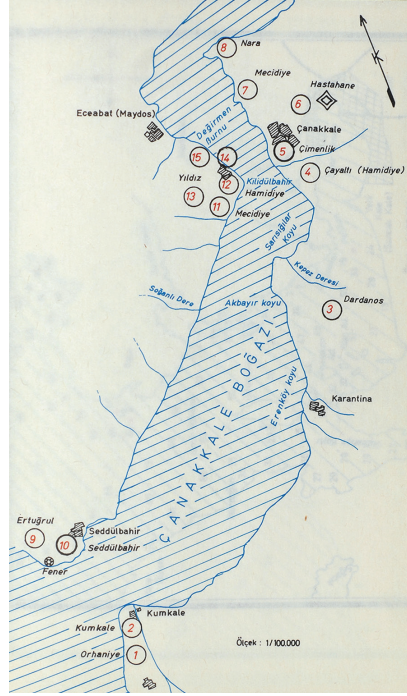 8
Nara
K
Mecidiye
7
Hastahane
6
Eceabat (Maydos)
Değirmen
Burnu
Çanakkale
5
Çimenlik
15
14
Yıldız
12
Kilidülbahir
4
Çayaltı (Hamidiye)
13
Hamidiye
11
Mecidiye
Sarısığlar
Koyu
Kepez Deresi
Soğanlı Dere
Akbayır koyu
Dardanos
3
ÇANAKKALE BOĞAZI
Erenköy koyu
Karantina
Ertuğrul
9
10
Seddülbahir
Seddülbahir
Fener
Kumkale
Kumkale
2
Orhaniye
1
Ölçek : 1/100.000